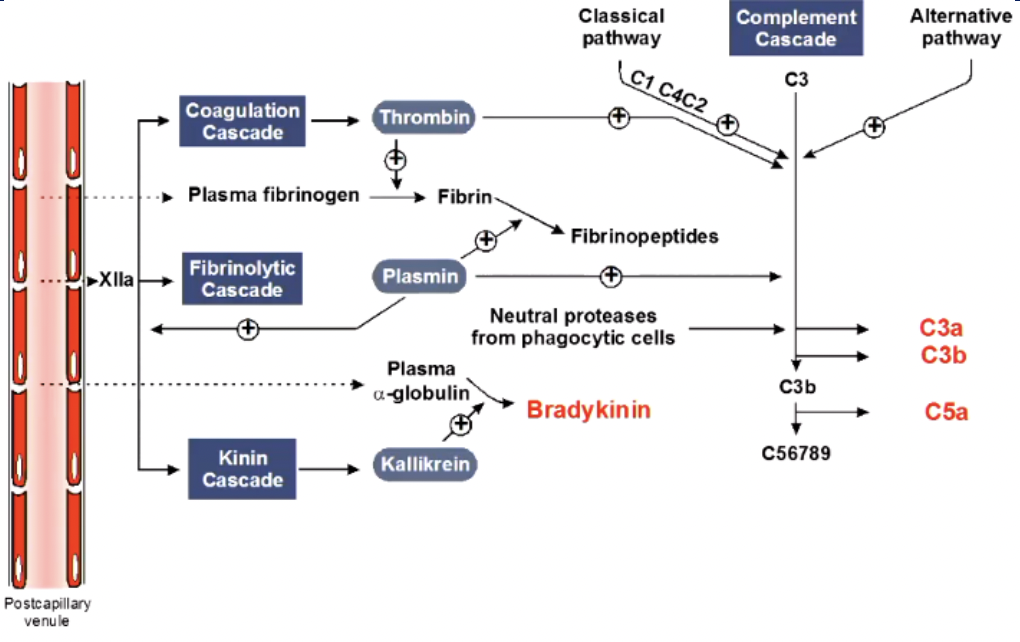 Classical
pathway
Complement
Cascade
Alternative
pathway
C3
C1 C4C2
Coagulation
Cascade
Thrombin
+
+
+
+
Plasma fibrinogen
Fibrin
Fibrinopeptides
+
XIIa
Fibrinolytic
Cascade
Plasmin
+
+
Neutral proteases
from phagocytic cells
C3a
C3b
Plasma
α-globulin
C3b
Bradykinin
C5a
+
Kinin
Cascade
Kallikrein
C56789
Postcapillary
venule